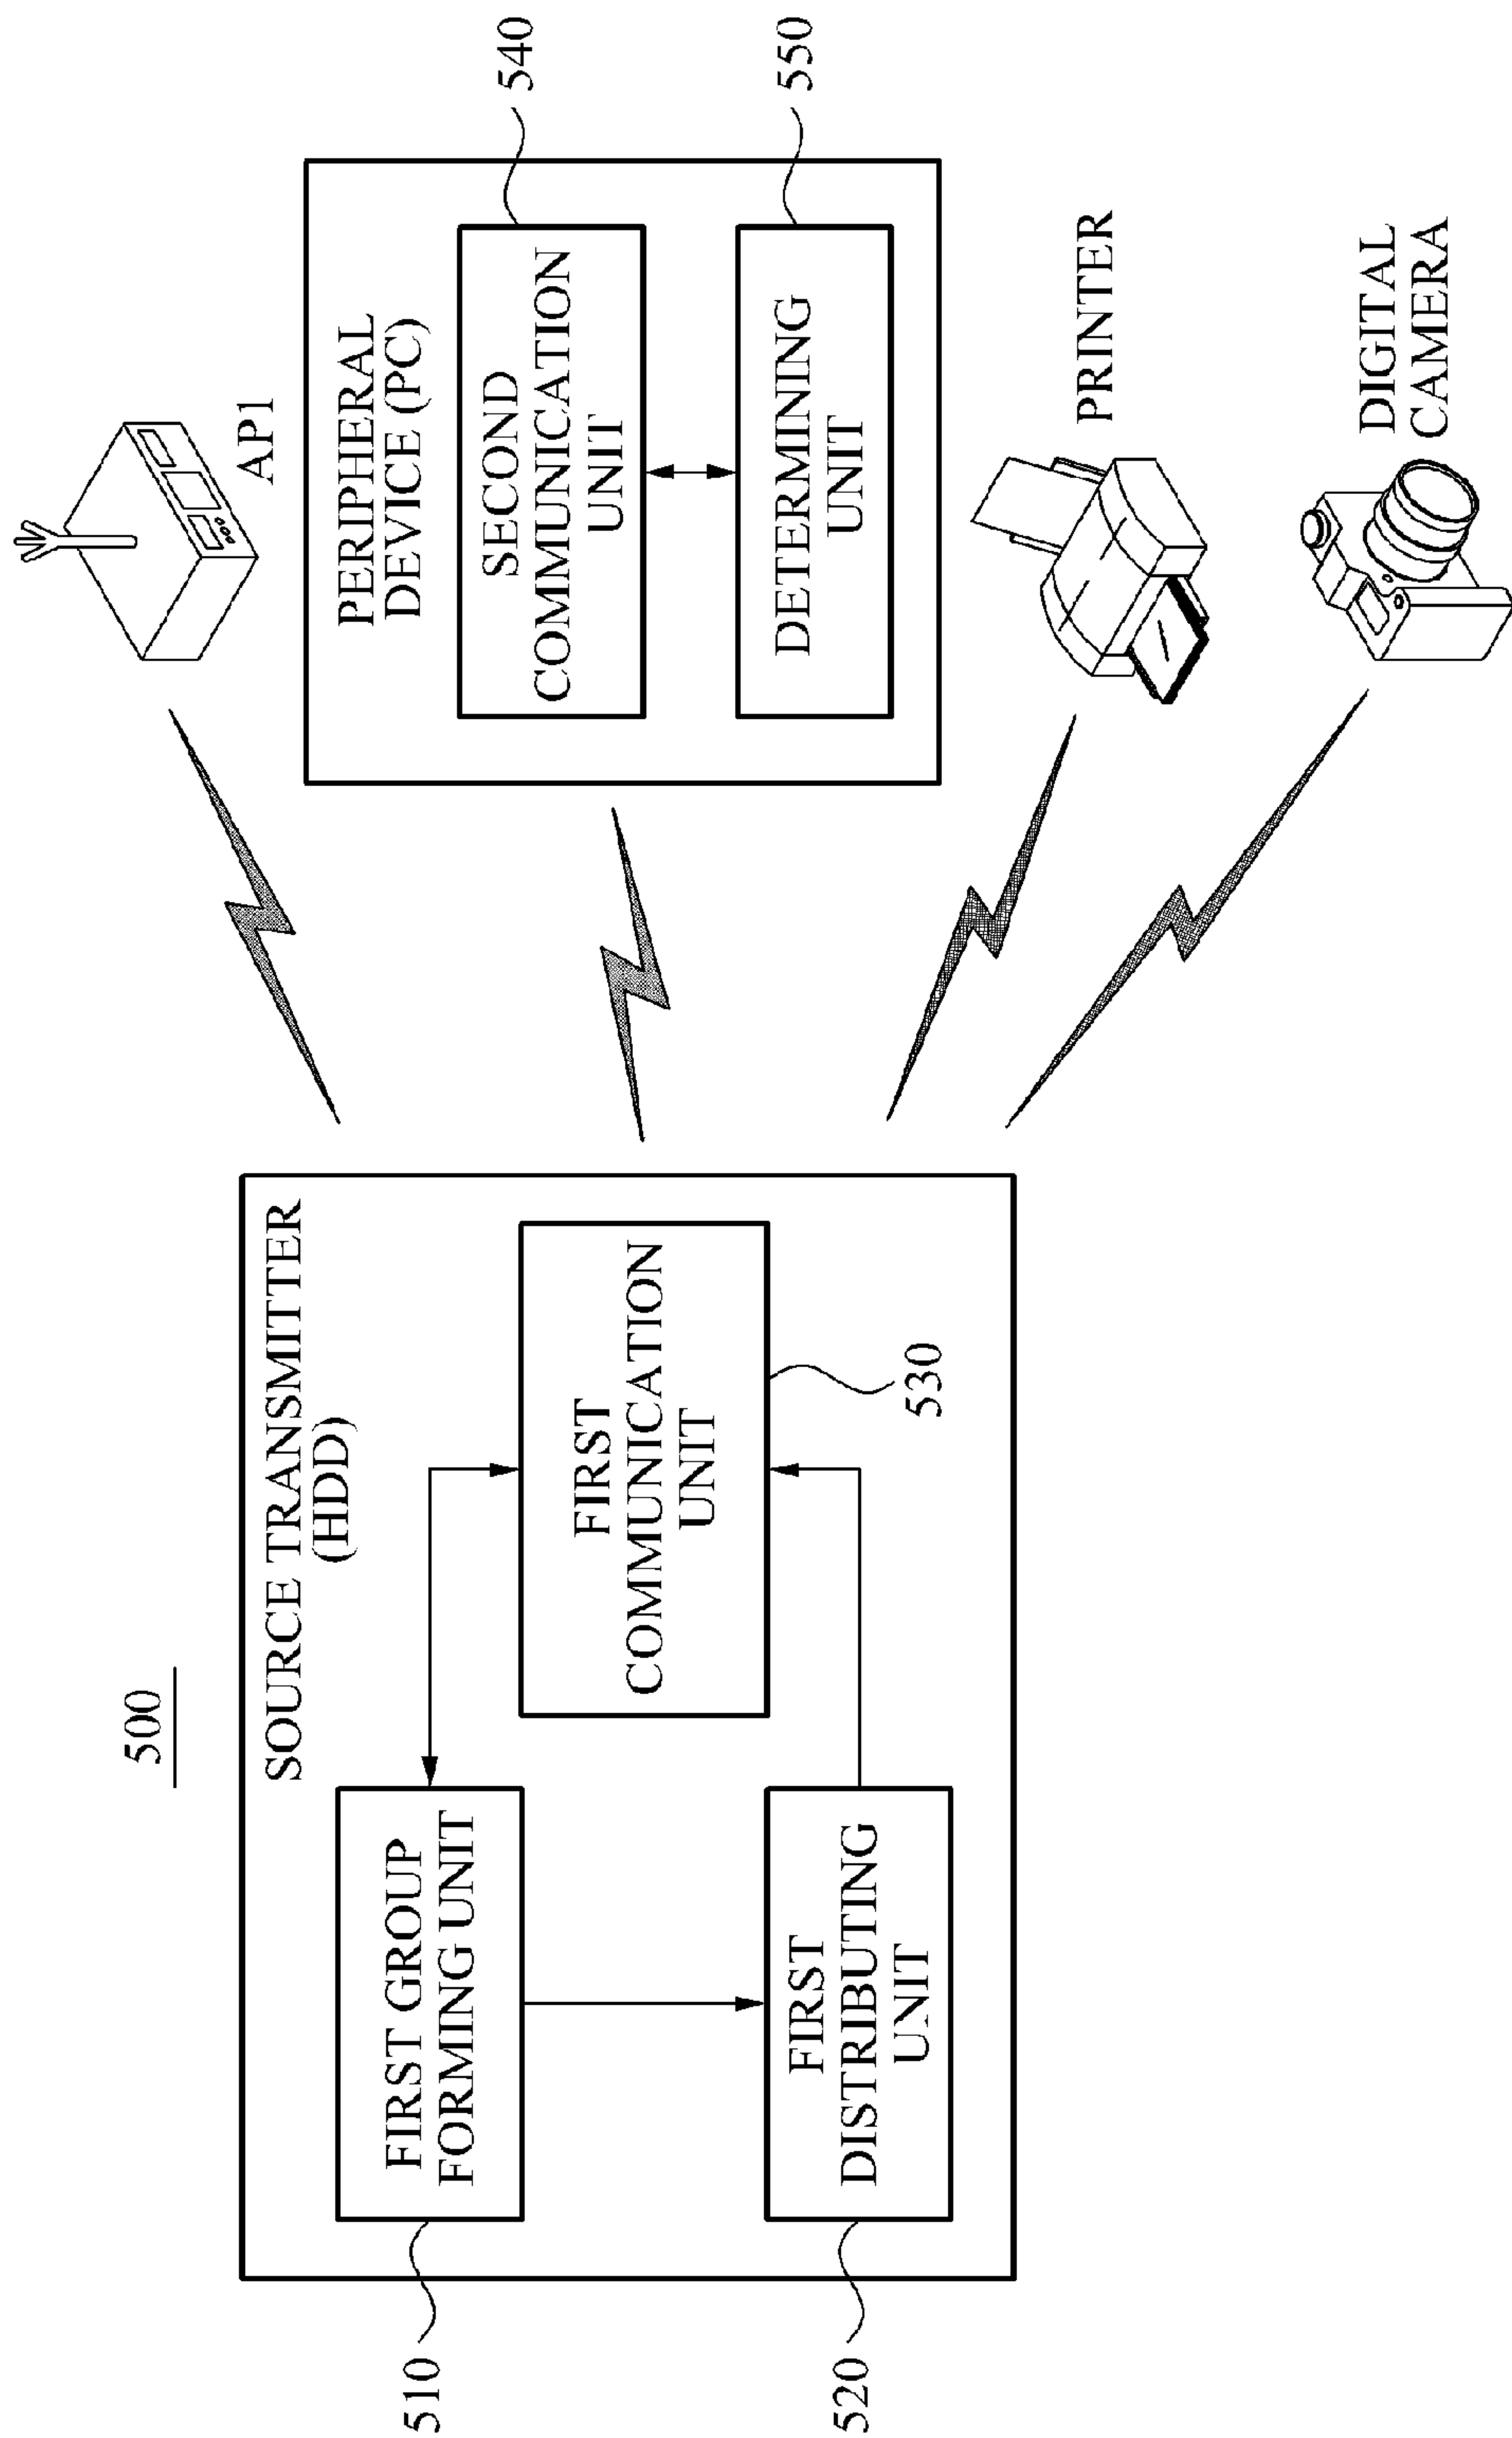 500
SOURCE TRANSMITTER
(HDD)
510
FIRST GROUP
FORMING UNIT
FIRST
COMMUNICATION
UNIT
530
520
FIRST
DISTRIBUTING
UNIT
AP1
PERIPHERAL
DEVICE (PC)
SECOND
COMMUNICATION
UNIT
540
DETERMINING
UNIT
550
PRINTER
DIGITAL
CAMERA